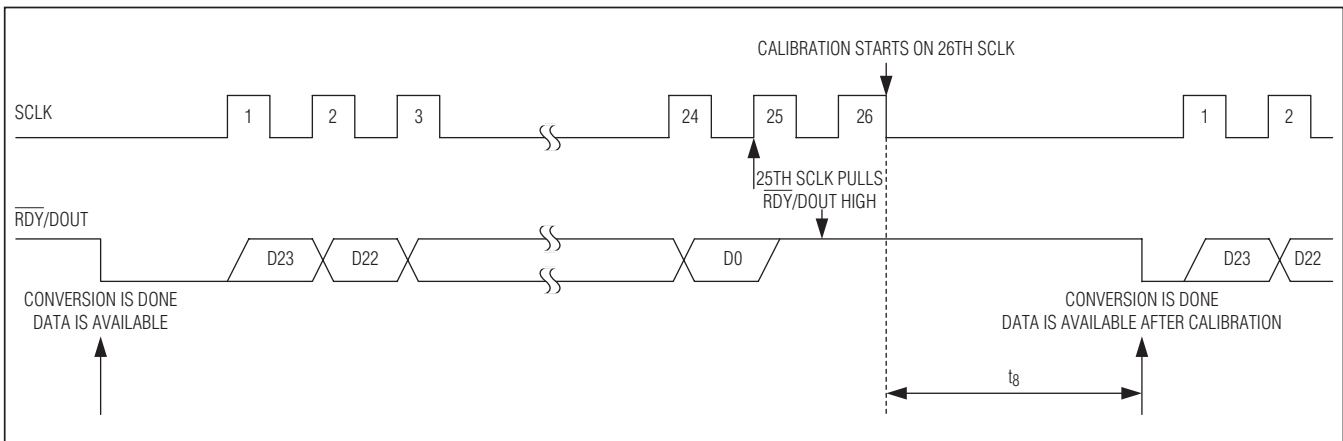 CALIBRATION STARTS ON 26TH SCLK
SCLK
1
2
3
24
25
26
1
2
25TH SCLK PULLS
RDY/DOUT HIGH
RDY/DOUT
D23
D22
D0
D23
D22
CONVERSION IS DONE
DATA IS AVAILABLE
CONVERSION IS DONE
DATA IS AVAILABLE AFTER CALIBRATION
t8